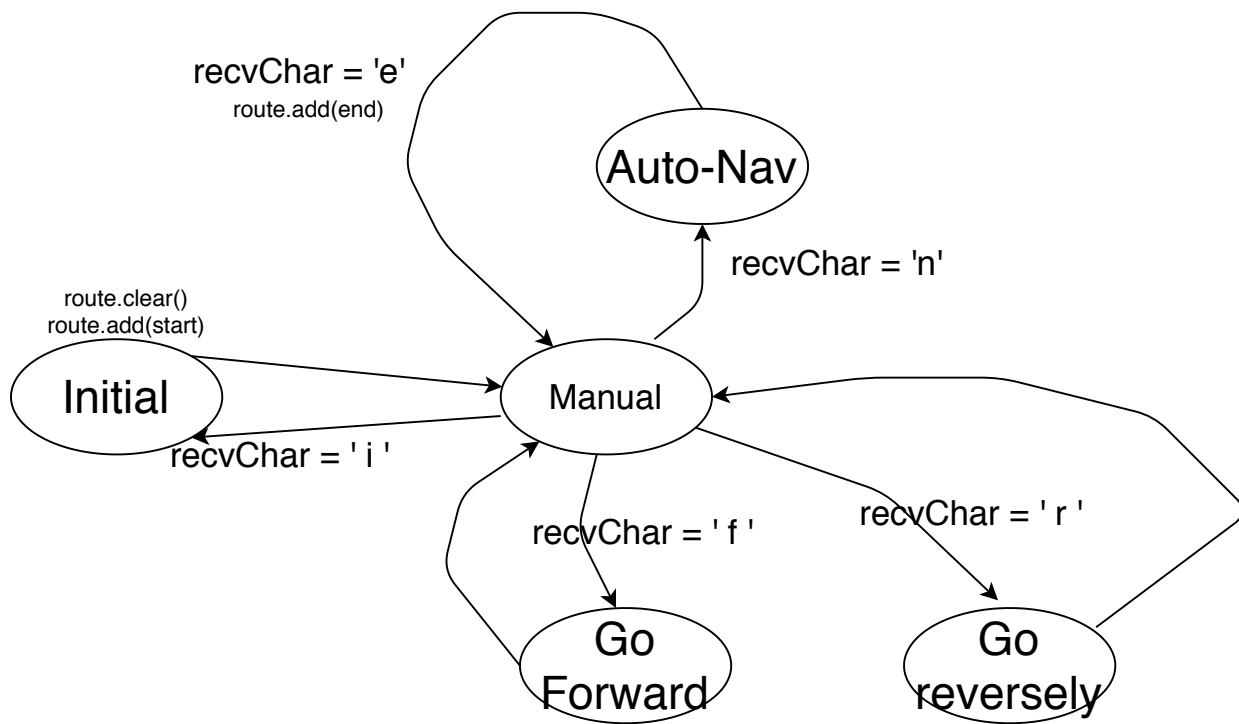 recvChar = 'e'
route.add(end)
Auto-Nav
recvChar = 'n'
route.clear()
route.add(start)
Initial
Manual
recvChar = ' i '
recvChar = ' f '
recvChar = ' r '
Go
Forward
Go
reversely